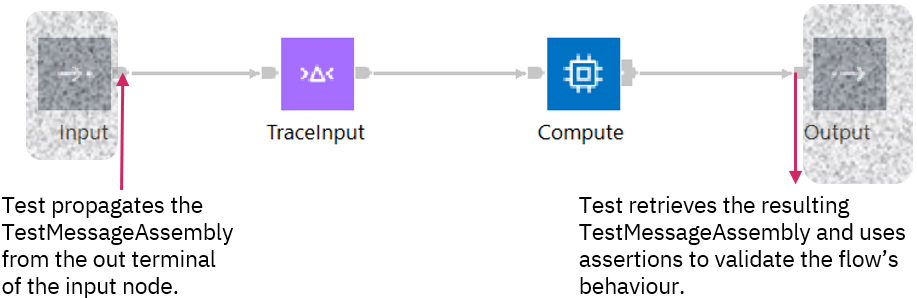 Input
TraceInput
Compute
Output
Test propagates the
TestMessageAssembly
from the out terminal
of the input node.
Test retrieves the resulting
TestMessageAssembly and uses
assertions to validate the flow’s
behaviour.